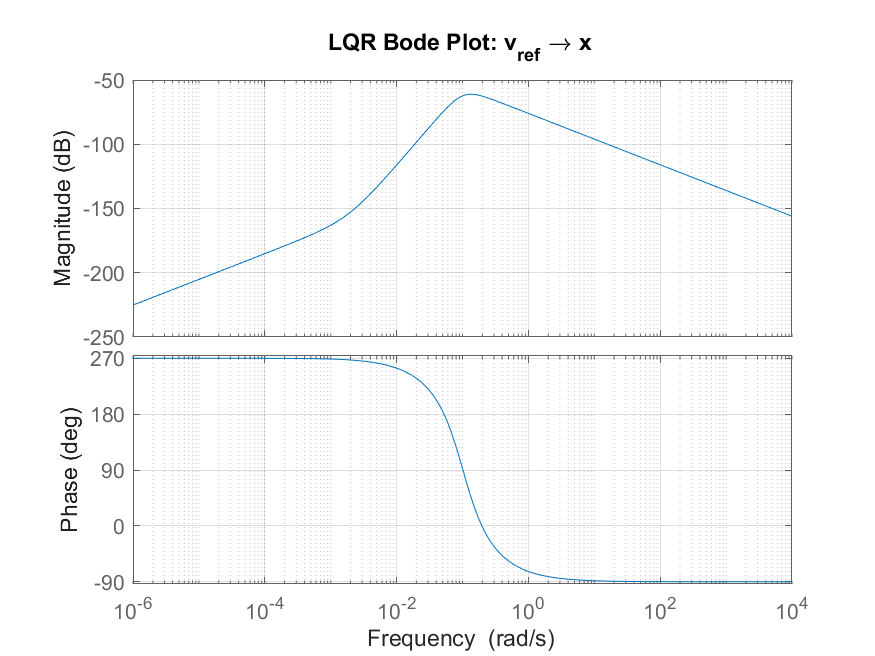 LQR Bode Plot: v_ref → x
-50
-100
-150
-200
-250
Magnitude (dB)
270
180
90
0
-90
Phase (deg)
10^-6 10^-4 10^-2 10^0 10^2 10^4
Frequency (rad/s)